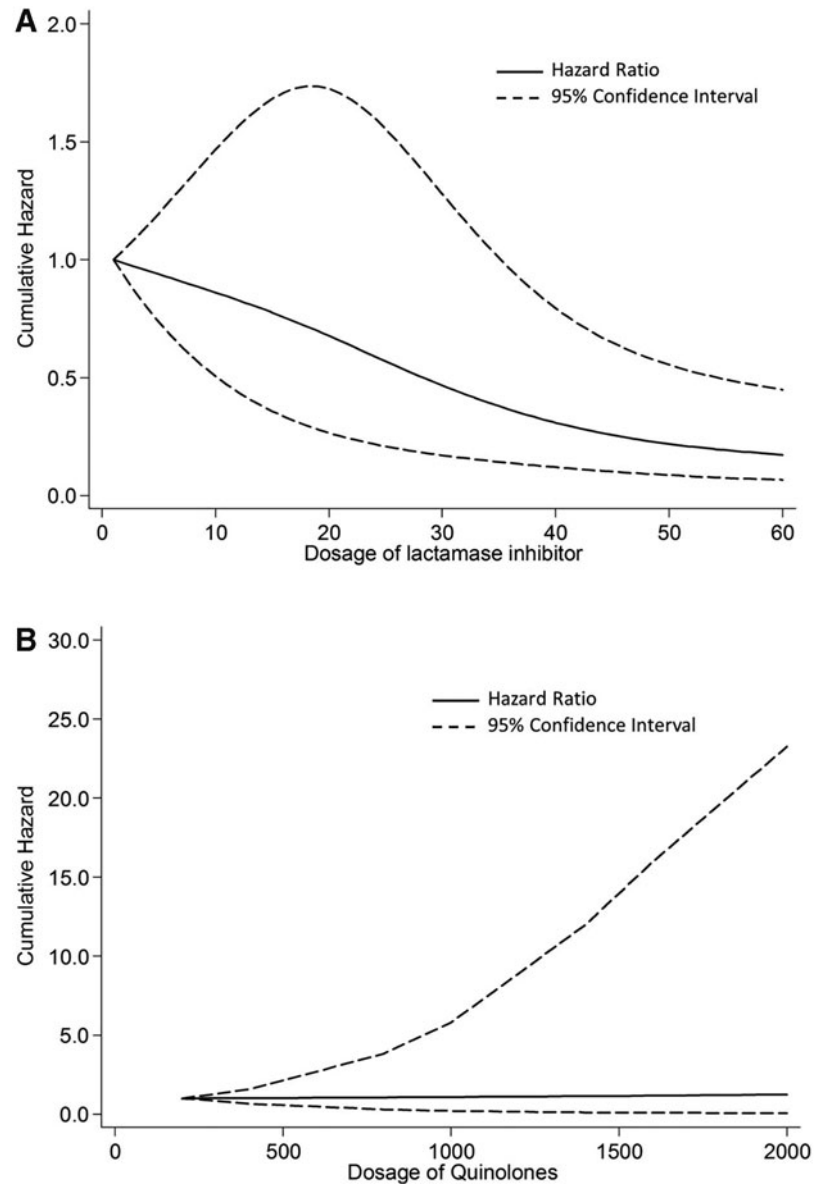 A
2.0
1.5
1.0
0.5
0.0
Cumulative Hazard
Hazard Ratio
95% Confidence Interval
0 10 20 30 40 50 60
Dosage of lactamase inhibitor
B
30.0
25.0
20.0
15.0
10.0
5.0
0.0
Cumulative Hazard
Hazard Ratio
95% Confidence Interval
0 500 1000 1500 2000
Dosage of Quinolones